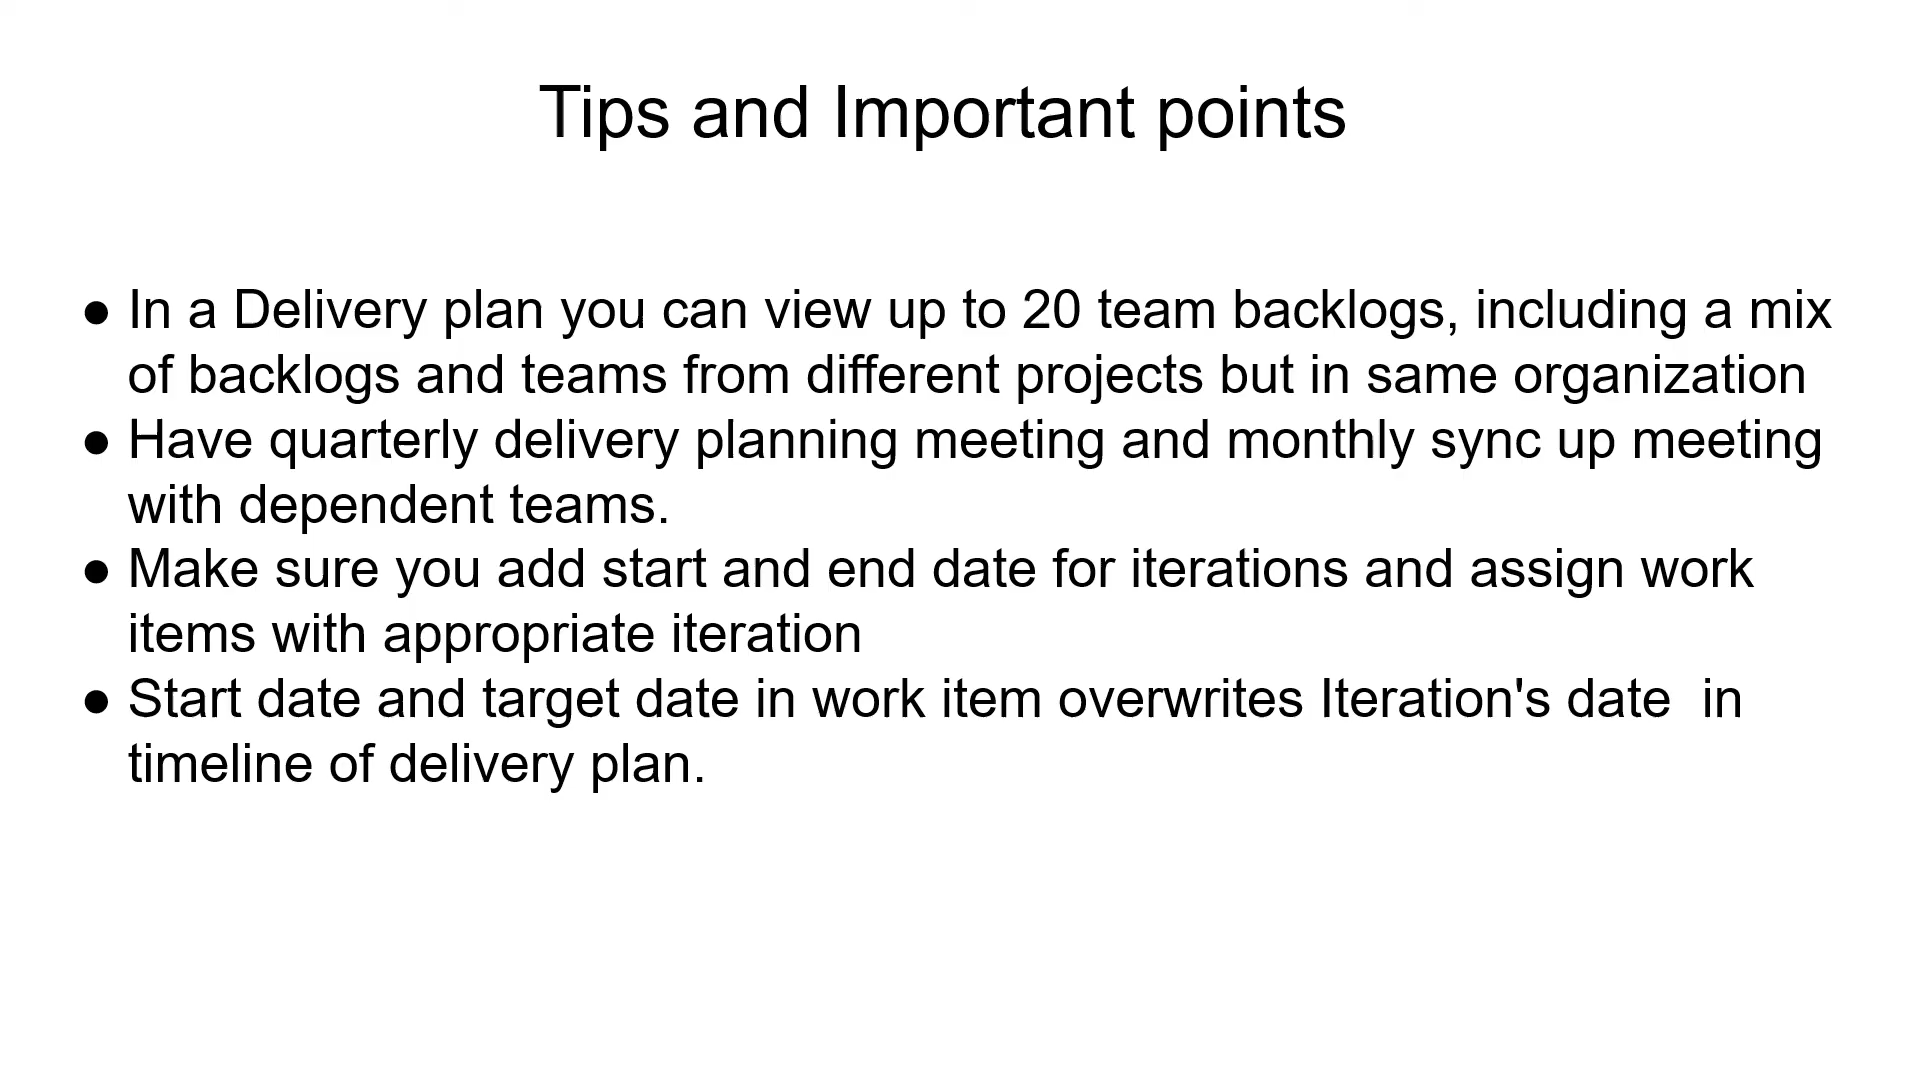 Tips and Important points
● In a Delivery plan you can view up to 20 team backlogs, including a mix
of backlogs and teams from different projects but in same organization
● Have quarterly delivery planning meeting and monthly sync up meeting
with dependent teams.
● Make sure you add start and end date for iterations and assign work
items with appropriate iteration
● Start date and target date in work item overwrites Iteration's date  in
timeline of delivery plan.